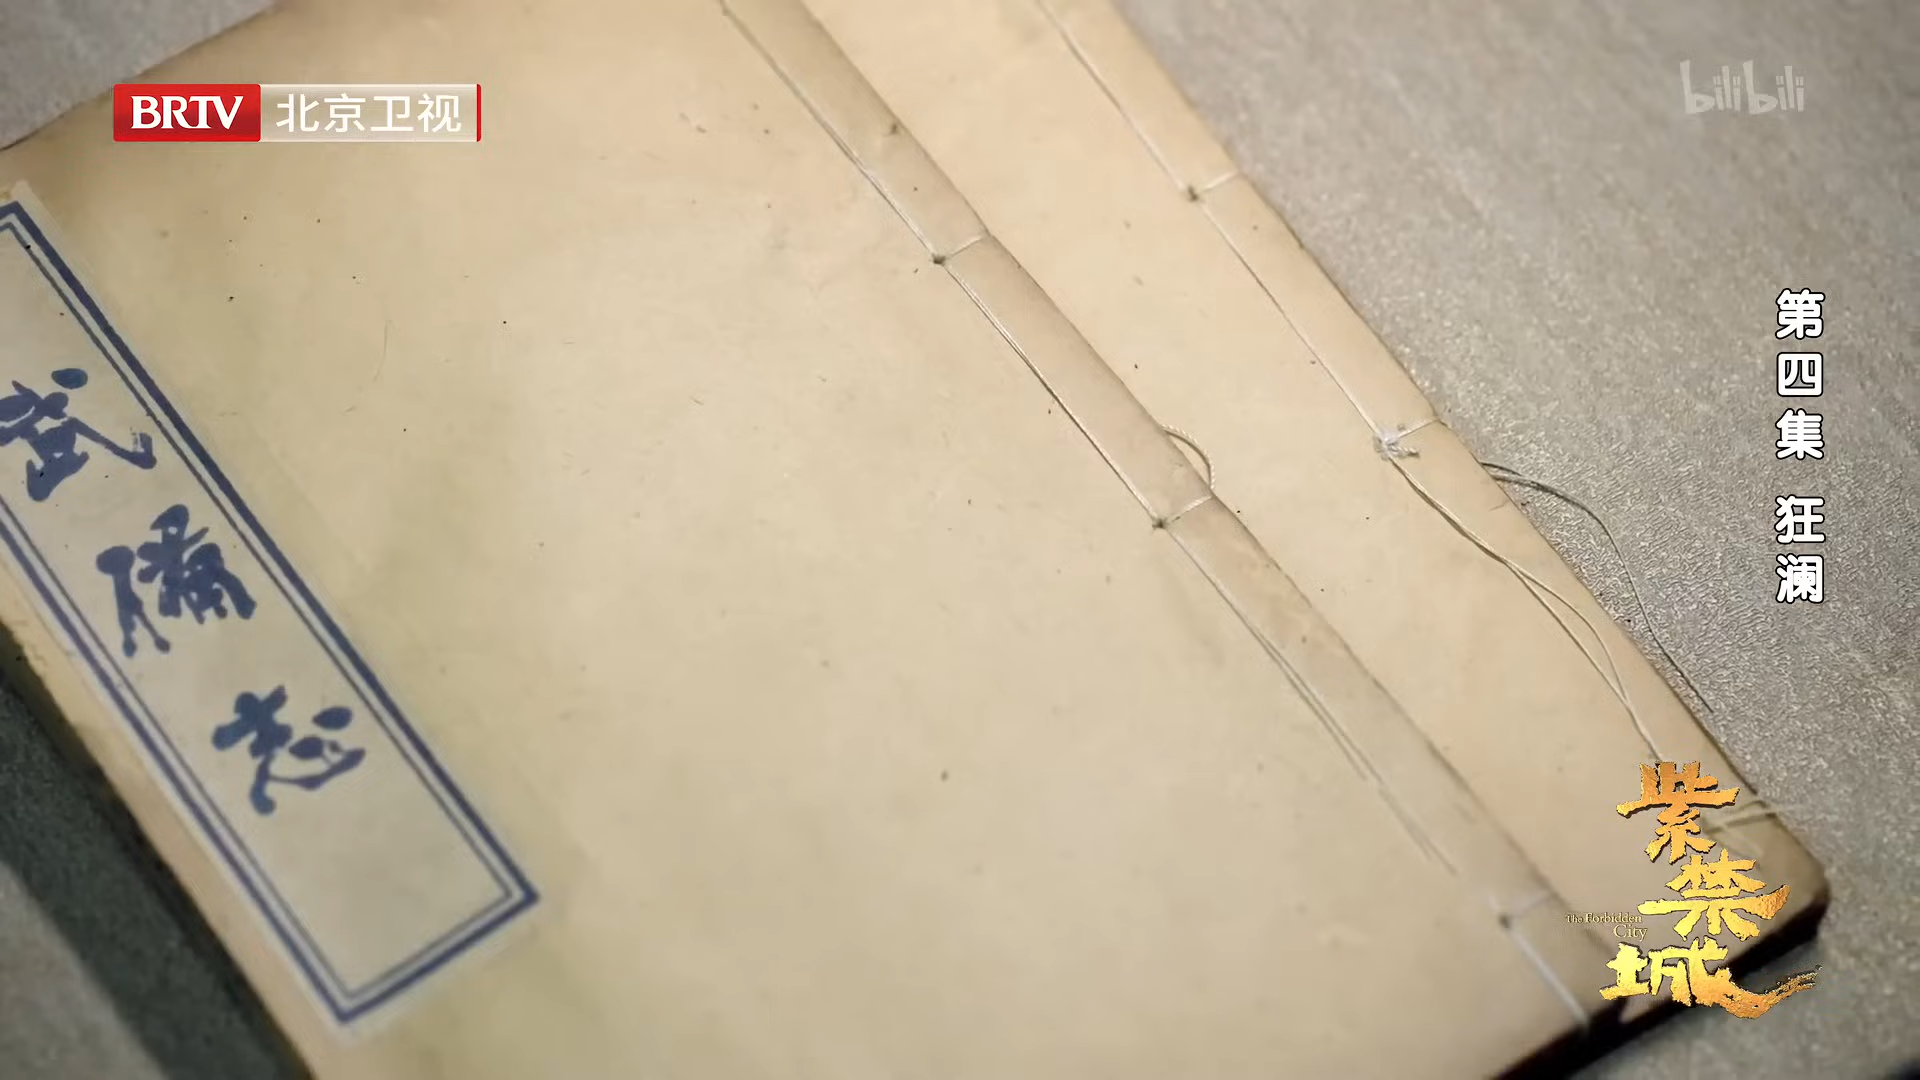 BRTV 北京卫视
bilibili
第四集 狂澜
武備志
紫禁城
The Forbidden
City